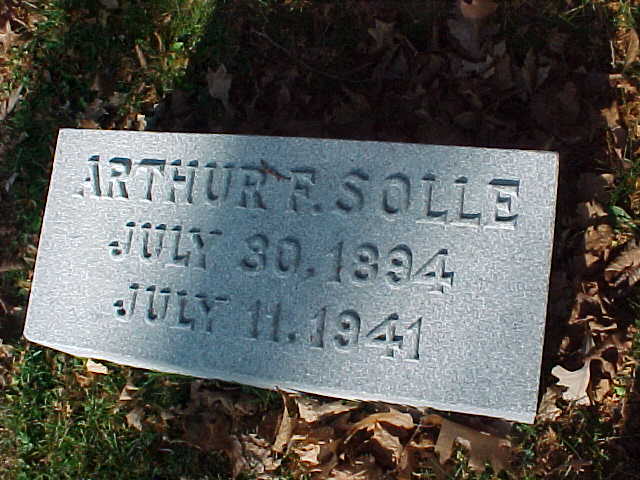 ARTHUR F. SOLLE
JULY 30, 1894
JULY 11, 1941